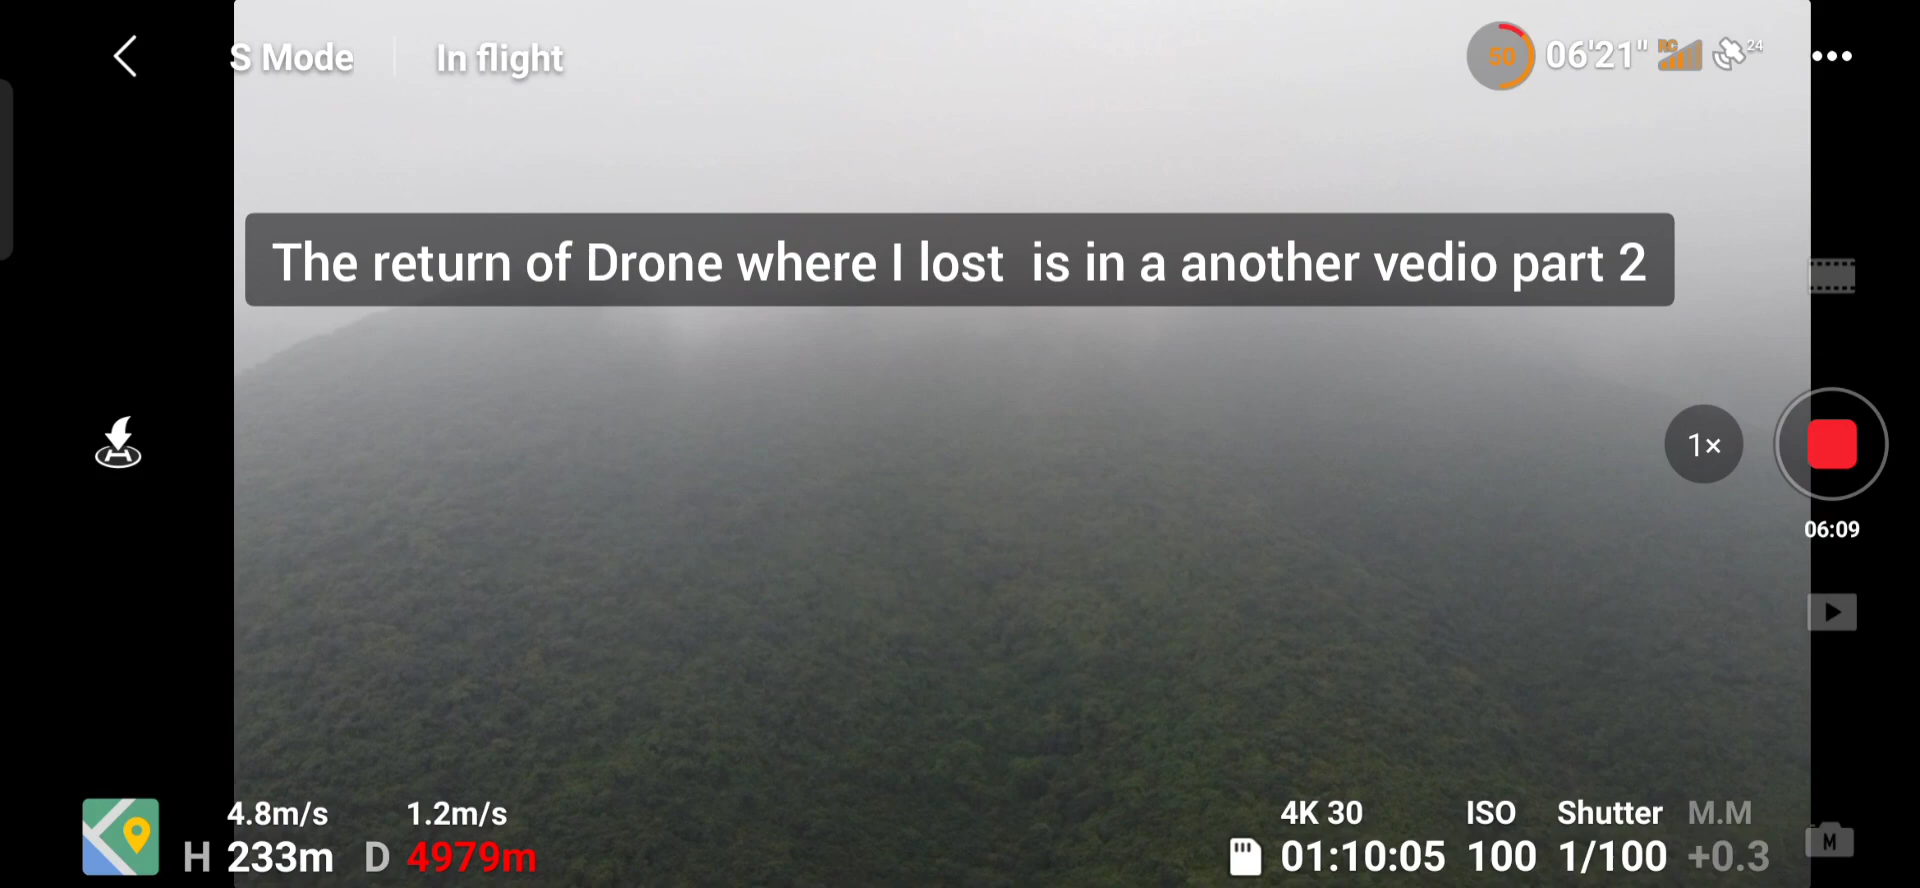 S Mode In flight 50 06'21" RC 24
The return of Drone where I lost is in a another vedio part 2
1×
06:09
4.8m/s 1.2m/s 4K 30 ISO Shutter M.M
H 233m D 4979m 01:10:05 100 1/100 +0.3 M